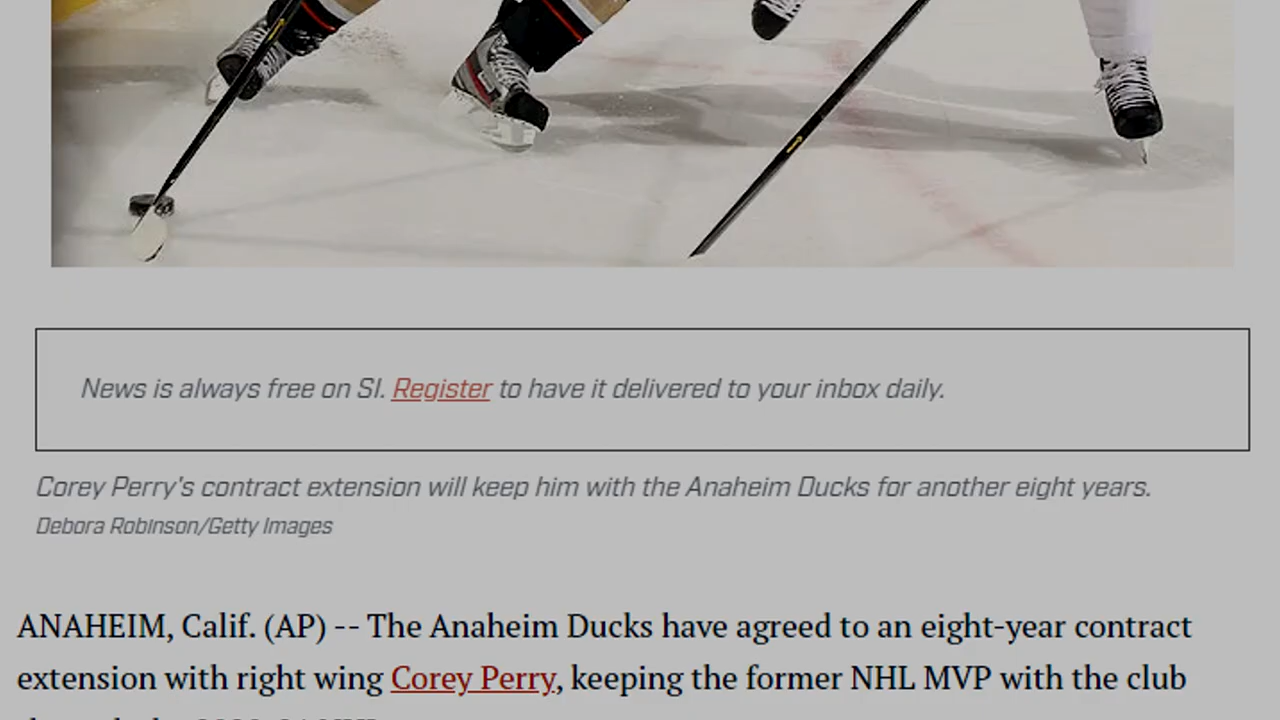 News is always free on SI. Register to have it delivered to your inbox daily.
Corey Perry's contract extension will keep him with the Anaheim Ducks for another eight years.
Debora Robinson/Getty Images
ANAHEIM, Calif. (AP) -- The Anaheim Ducks have agreed to an eight-year contract
extension with right wing Corey Perry, keeping the former NHL MVP with the club